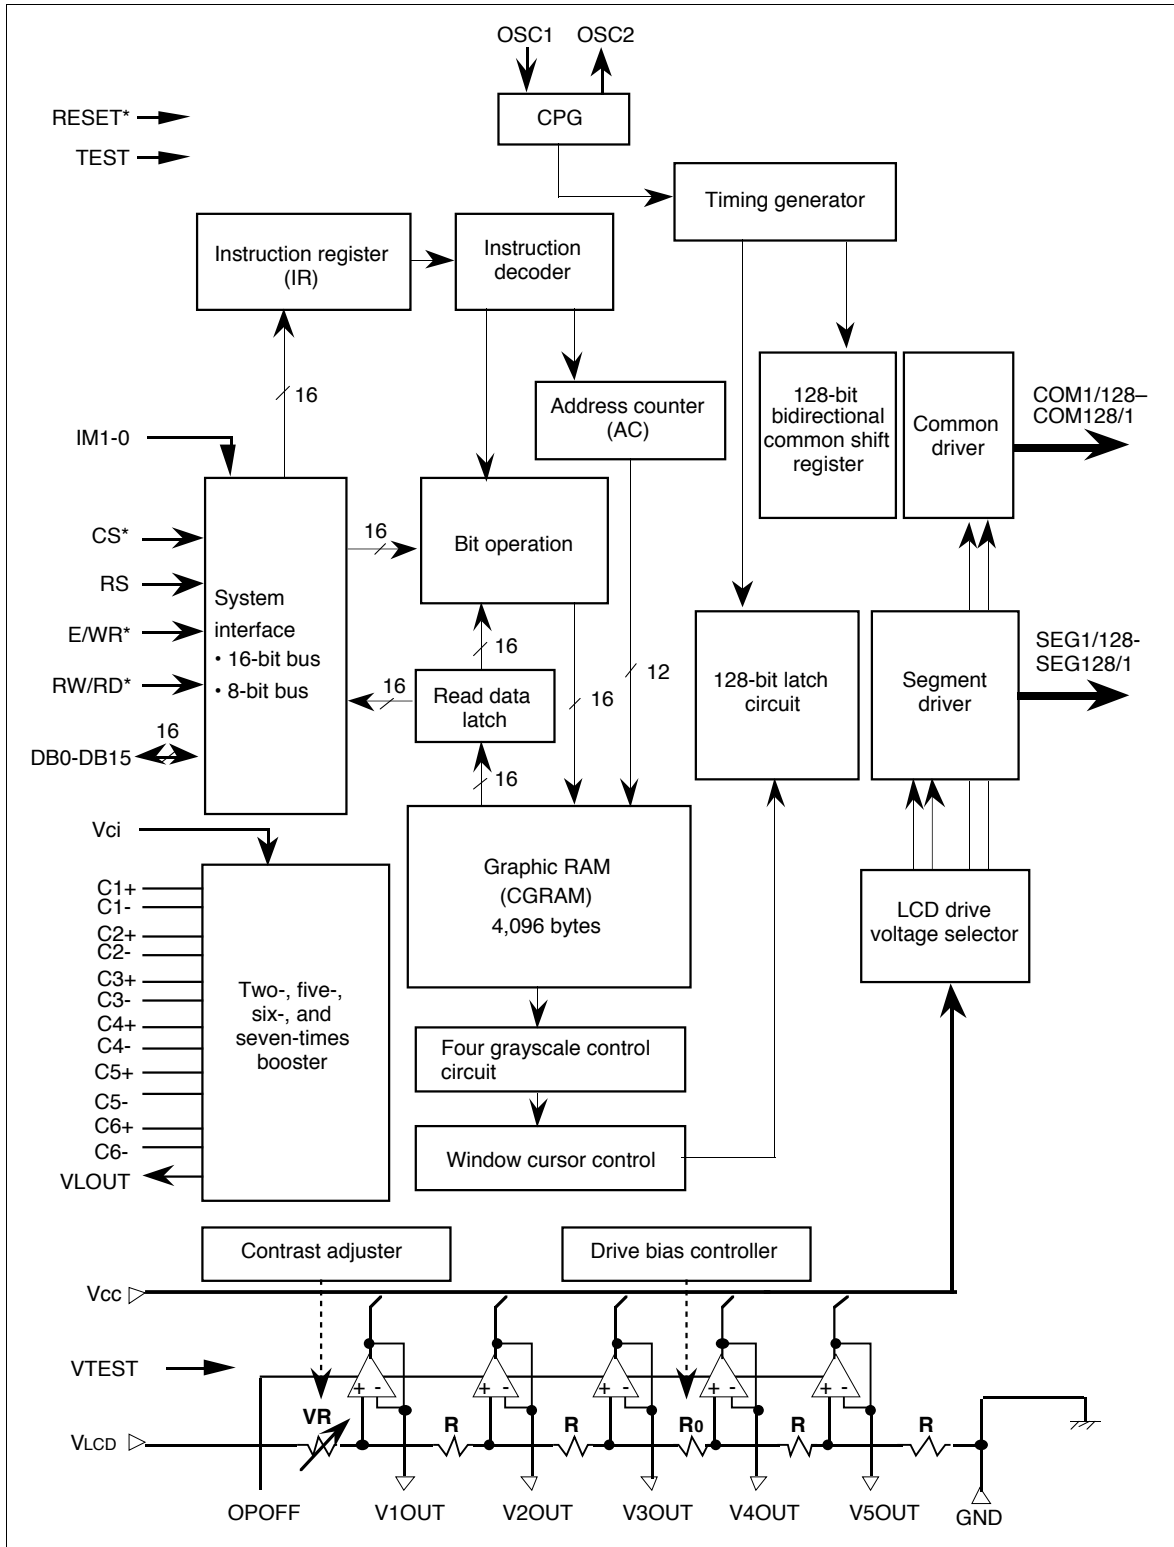 OSC1 OSC2
CPG
RESET*
TEST
Timing generator
Instruction register
(IR)
Instruction
decoder
16
Address counter
(AC)
128-bit
bidirectional
common shift
register
Common
driver
COM1/128–
COM128/1
IM1-0
CS*
RS
E/WR*
RW/RD*
DB0-DB15
16
System
interface
• 16-bit bus
• 8-bit bus
16
Bit operation
16
16
Read data
latch
16
16
12
128-bit latch
circuit
Segment
driver
SEG1/128-
SEG128/1
Vci
C1+
C1-
C2+
C2-
C3+
C3-
C4+
C4-
C5+
C5-
C6+
C6-
VLOUT
Two-, five-,
six-, and
seven-times
booster
Graphic RAM
(CGRAM)
4,096 bytes
LCD drive
voltage selector
Four grayscale control
circuit
Window cursor control
Contrast adjuster
Drive bias controller
Vcc
VTEST
+ - + - + - + - + -
VR R R R0 R R
VLCD
OPOFF V1OUT V2OUT V3OUT V4OUT V5OUT GND